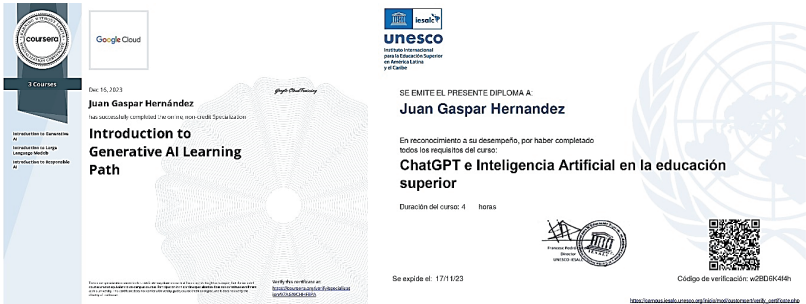 coursera
3 Courses
Introduction to Generative
AI
Introduction to Large
Language Models
Introduction to Responsible
AI
Google Cloud
Dec 16, 2023
Juan Gaspar Hernández
has successfully completed the online, non-credit Specialization
Introduction to
Generative AI Learning
Path
Google Cloud Training
Verify this certificate at:
iesalc
unesco
Instituto Internacional
para la Educación Superior
en América Latina
y el Caribe
SE EMITE EL PRESENTE DIPLOMA A:
Juan Gaspar Hernandez
En reconocimiento a su desempeño, por haber completado
todos los requisitos del curso:
ChatGPT e Inteligencia Artificial en la educación
superior
Duración del curso: 4 horas
Director
UNESCO IESALC
Se expide el: 17/11/23
Código de verificación: w2BD6K4f4h